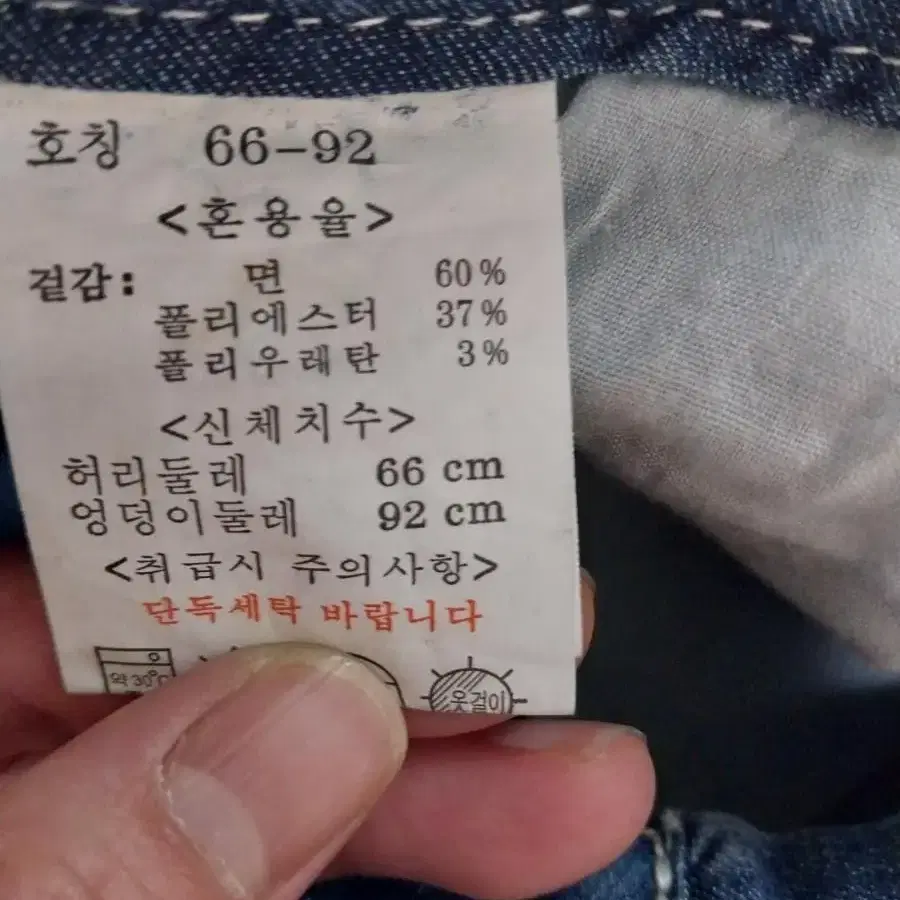 호칭 66-92
<혼용율>
겉감: 면 60%
폴리에스터 37%
폴리우레탄 3%
<신체치수>
허리둘레 66 cm
엉덩이둘레 92 cm
<취급시 주의사항>
단독세탁 바랍니다
약 30℃
옷걸이